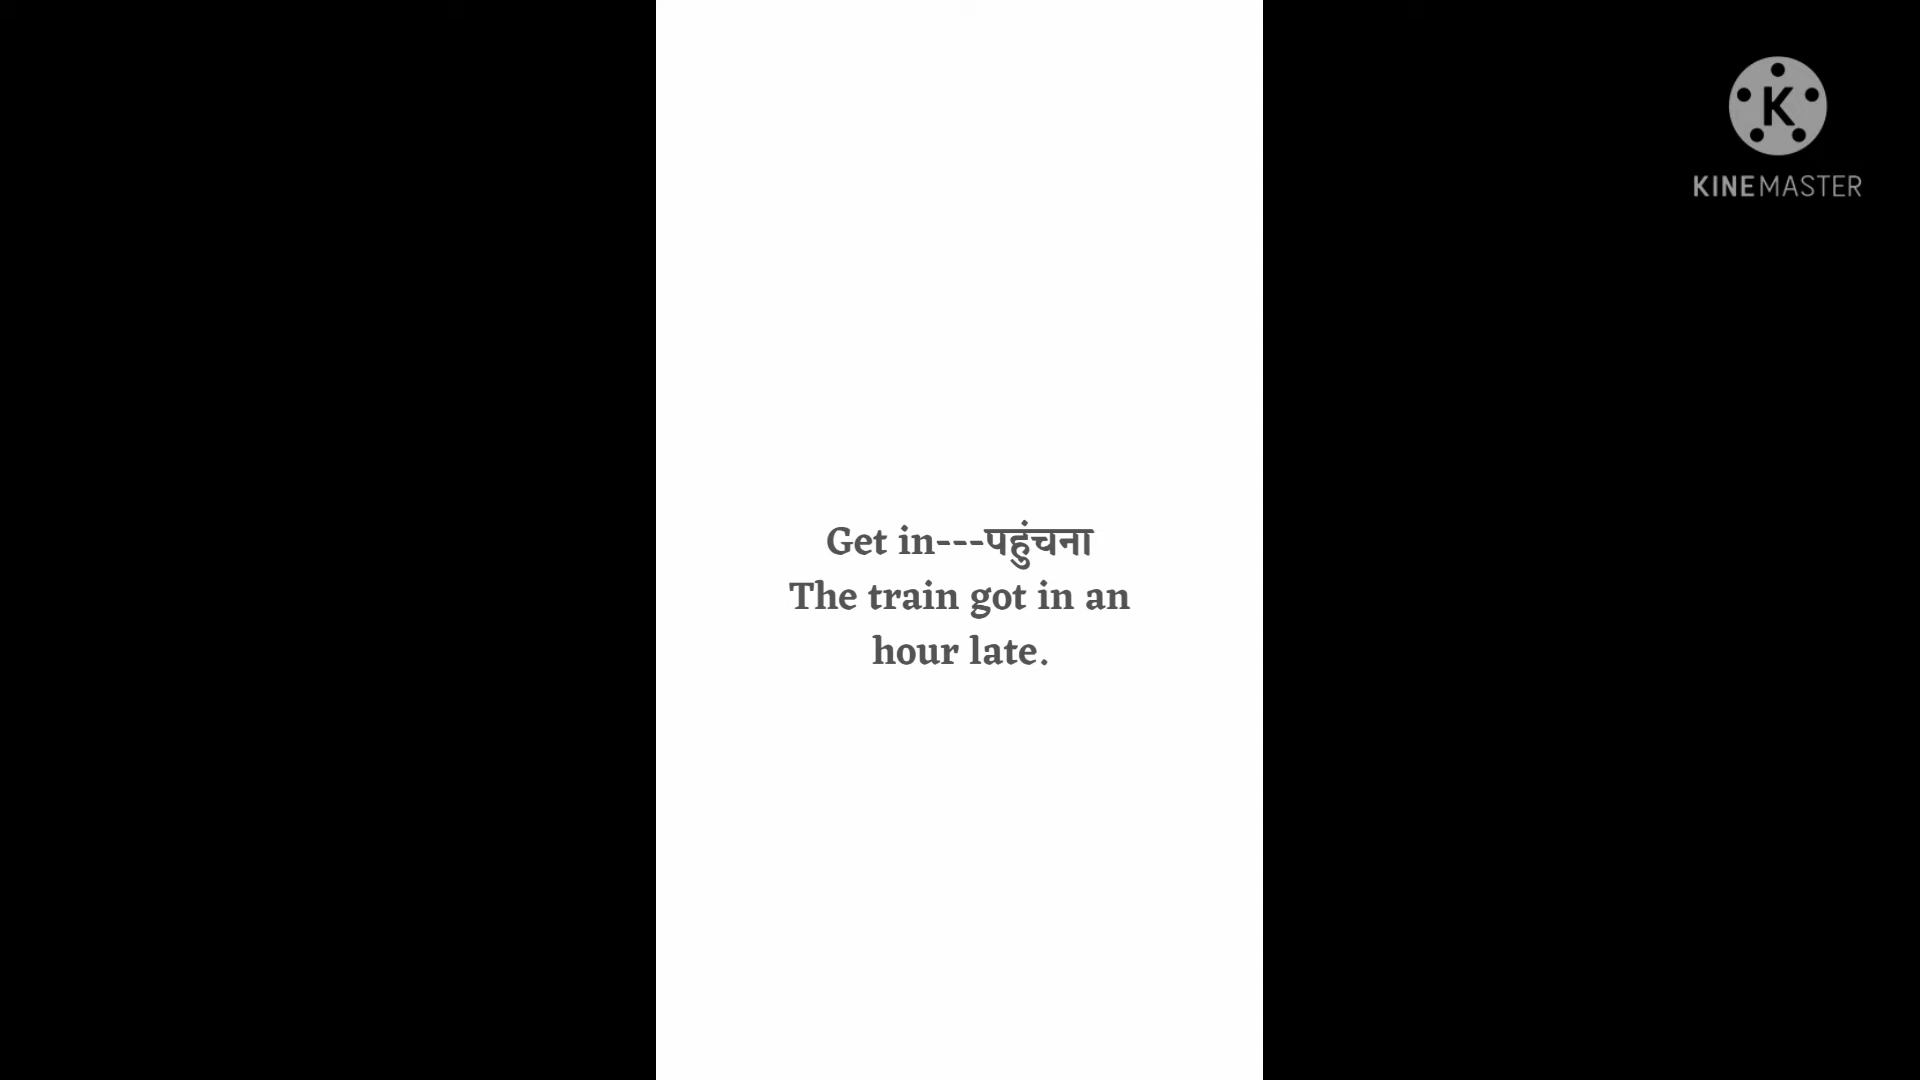 K
KINEMASTER
Get in---पहुंचना
The train got in an
hour late.